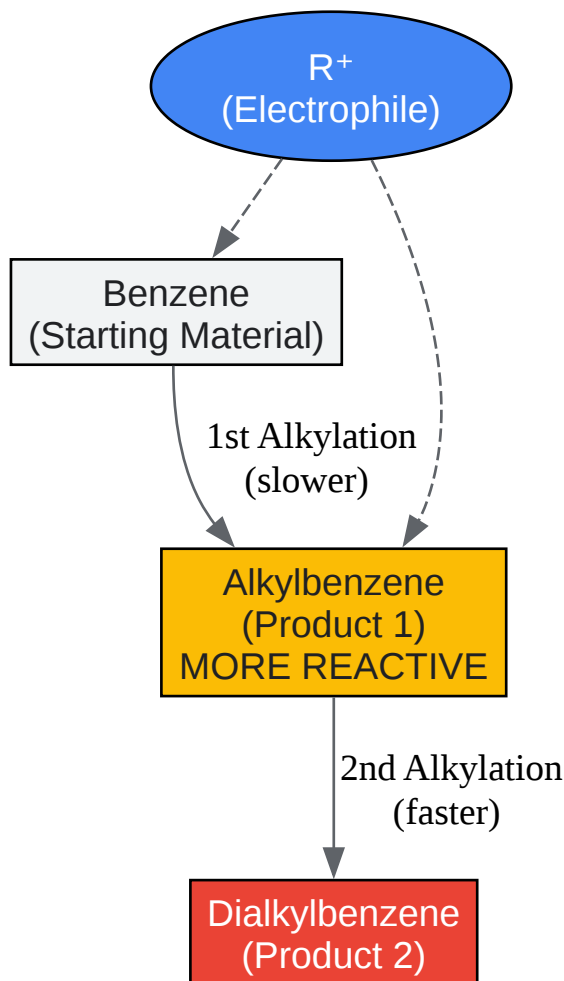 R⁺
(Electrophile)
Benzene
(Starting Material)
1st Alkylation
(slower)
Alkylbenzene
(Product 1)
MORE REACTIVE
2nd Alkylation
(faster)
Dialkylbenzene
(Product 2)